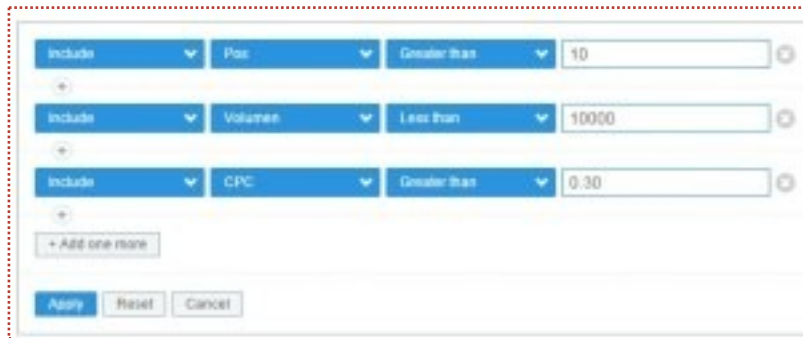 Include Pos Greater than 10
Include Volumen Less than 10000
Include CPC Greater than 0.30
+ Add one more
Apply Reset Cancel